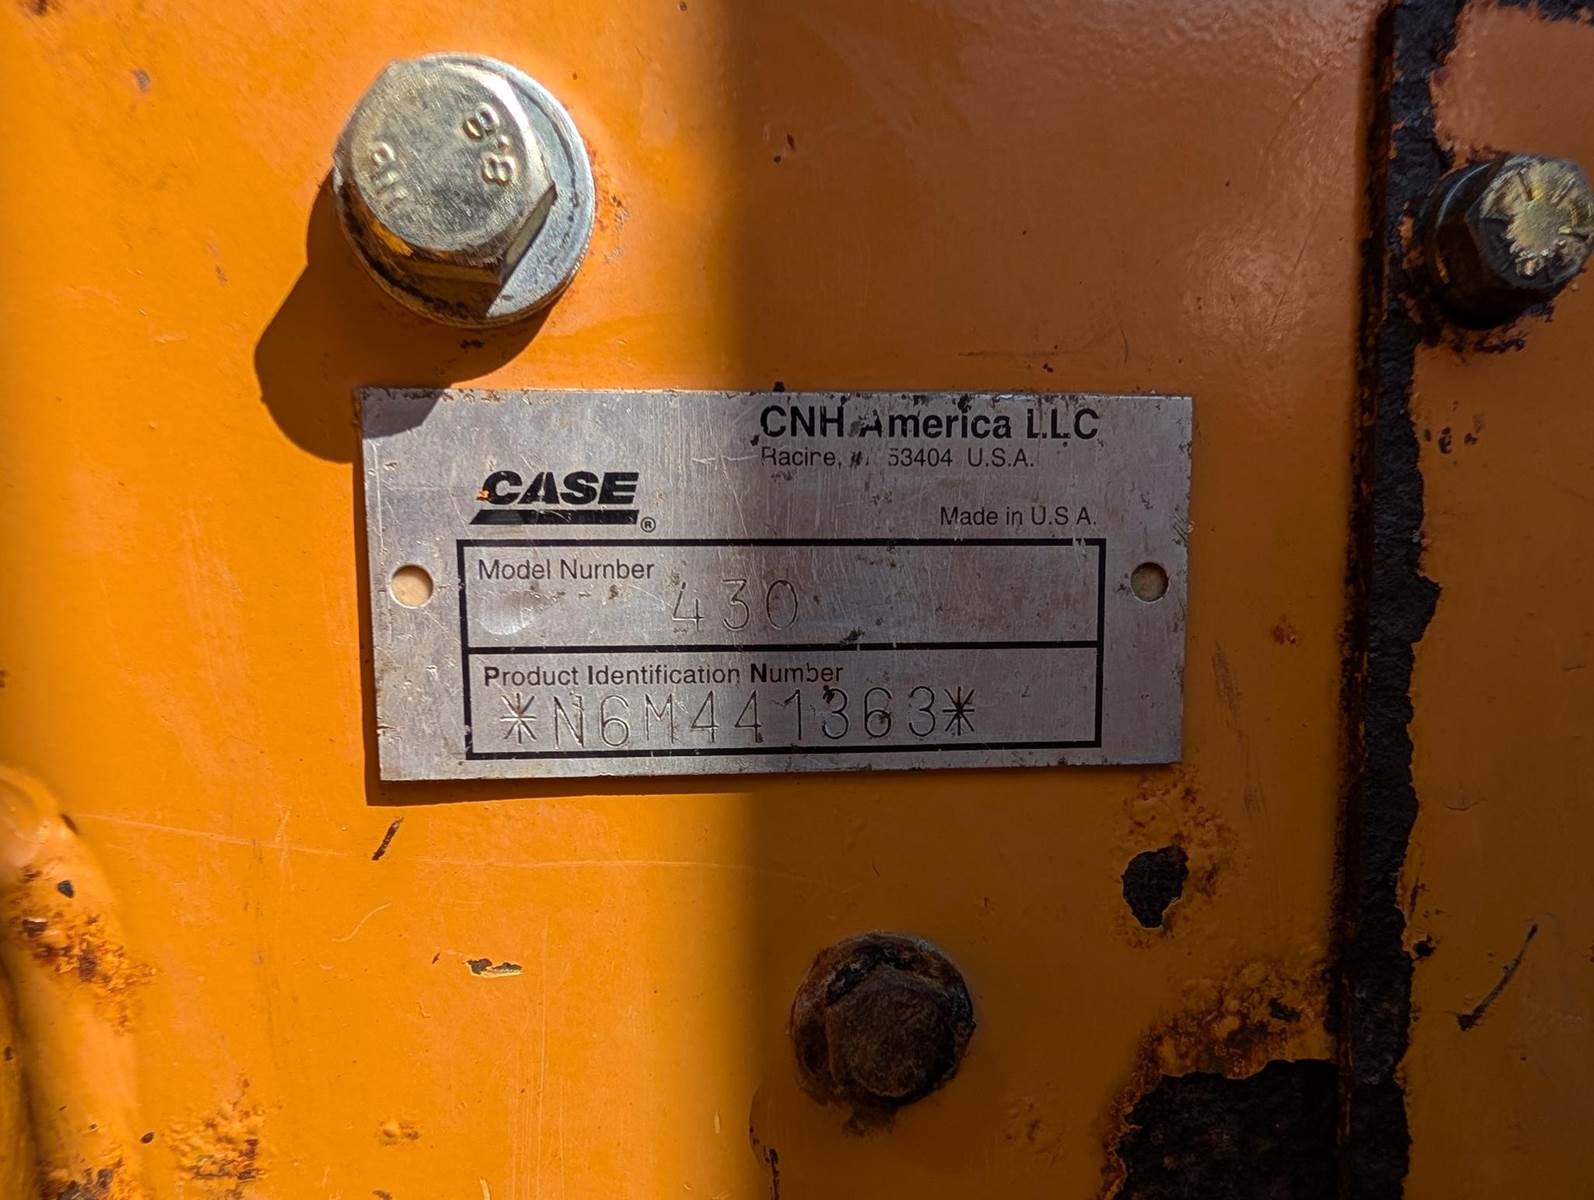 8.8
CNH America LLC
Racine, 53404 U.S.A.
CASE®
Made in U.S.A.
Model Number
430
Product Identification Number
*N6M441363*